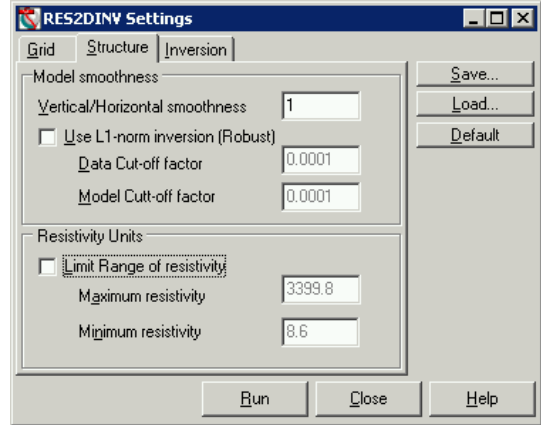 RES2DINV Settings
Grid Structure Inversion
Model smoothness
Vertical/Horizontal smoothness 1
Use L1-norm inversion (Robust)
Data Cut-off factor 0.0001
Model Cutt-off factor 0.0001
Resistivity Units
Limit Range of resistivity
Maximum resistivity 3399.8
Minimum resistivity 8.6
Save...
Load...
Default
Run Close Help